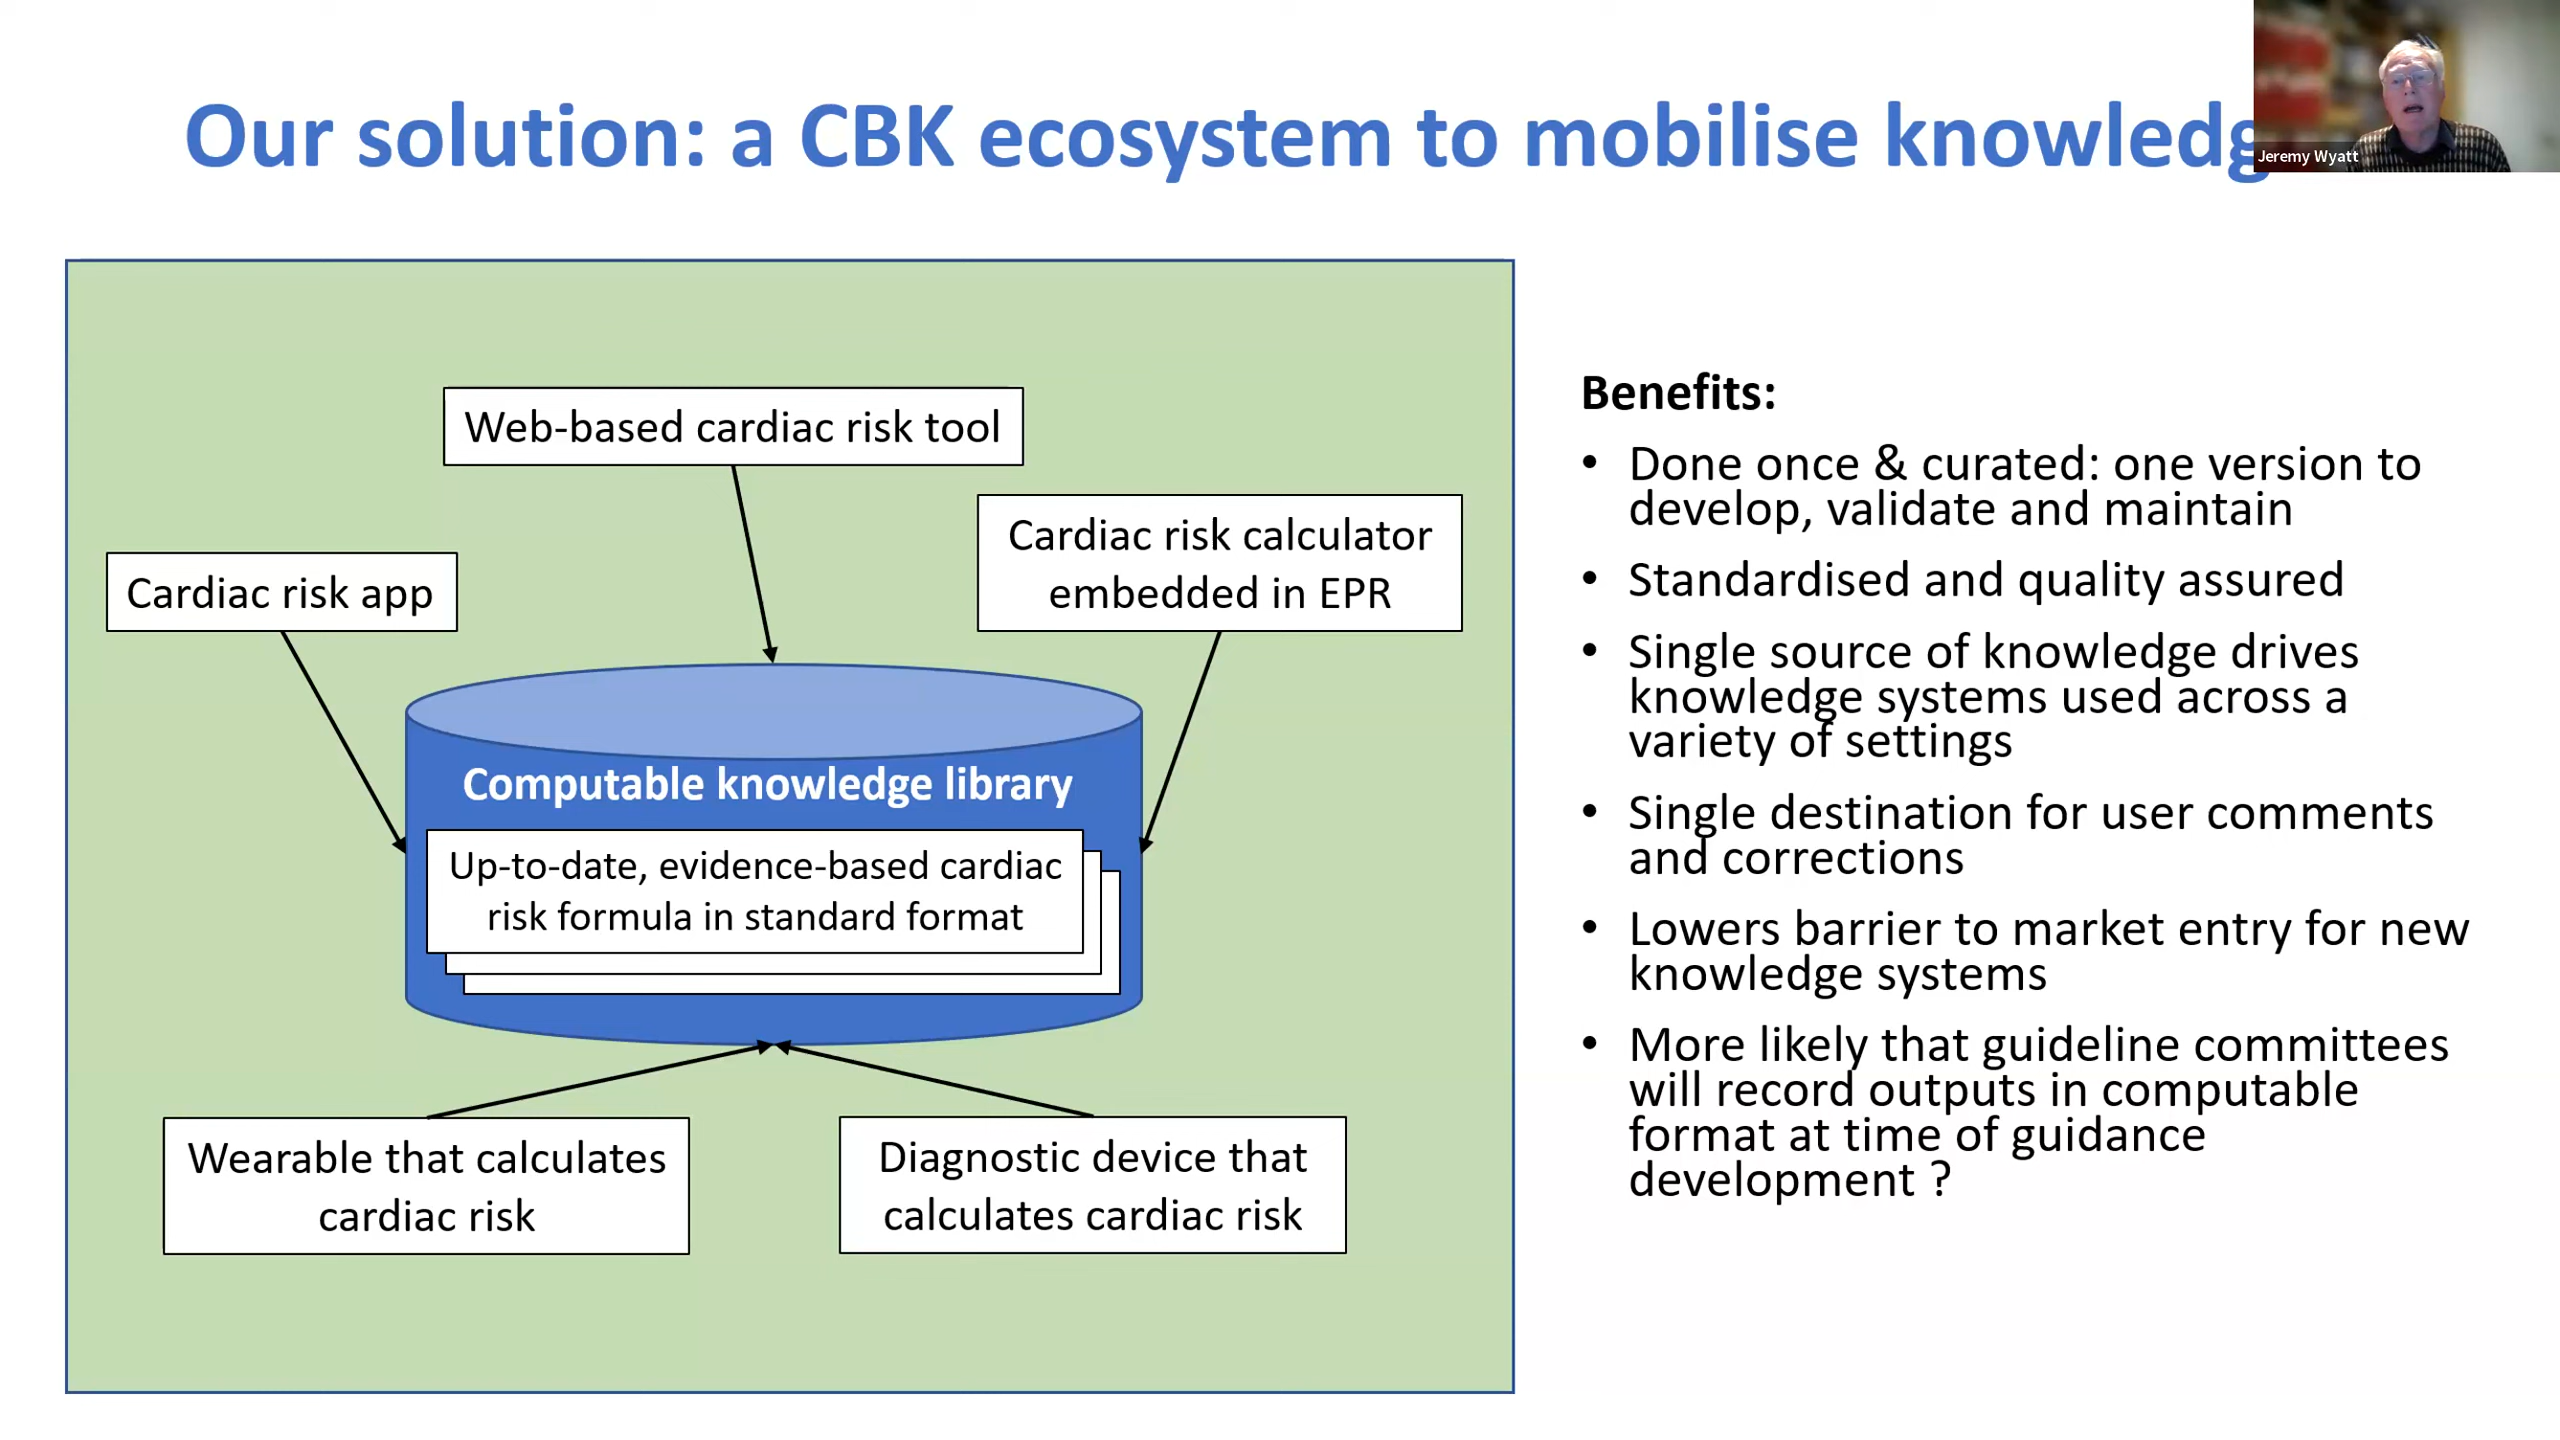 Our solution: a CBK ecosystem to mobilise knowledg
Jeremy Wyatt
Web-based cardiac risk tool
Cardiac risk calculator
embedded in EPR
Cardiac risk app
Computable knowledge library
Up-to-date, evidence-based cardiac
risk formula in standard format
Wearable that calculates
cardiac risk
Diagnostic device that
calculates cardiac risk
Benefits:
• Done once & curated: one version to
develop, validate and maintain
• Standardised and quality assured
• Single source of knowledge drives
knowledge systems used across a
variety of settings
• Single destination for user comments
and corrections
• Lowers barrier to market entry for new
knowledge systems
• More likely that guideline committees
will record outputs in computable
format at time of guidance
development ?